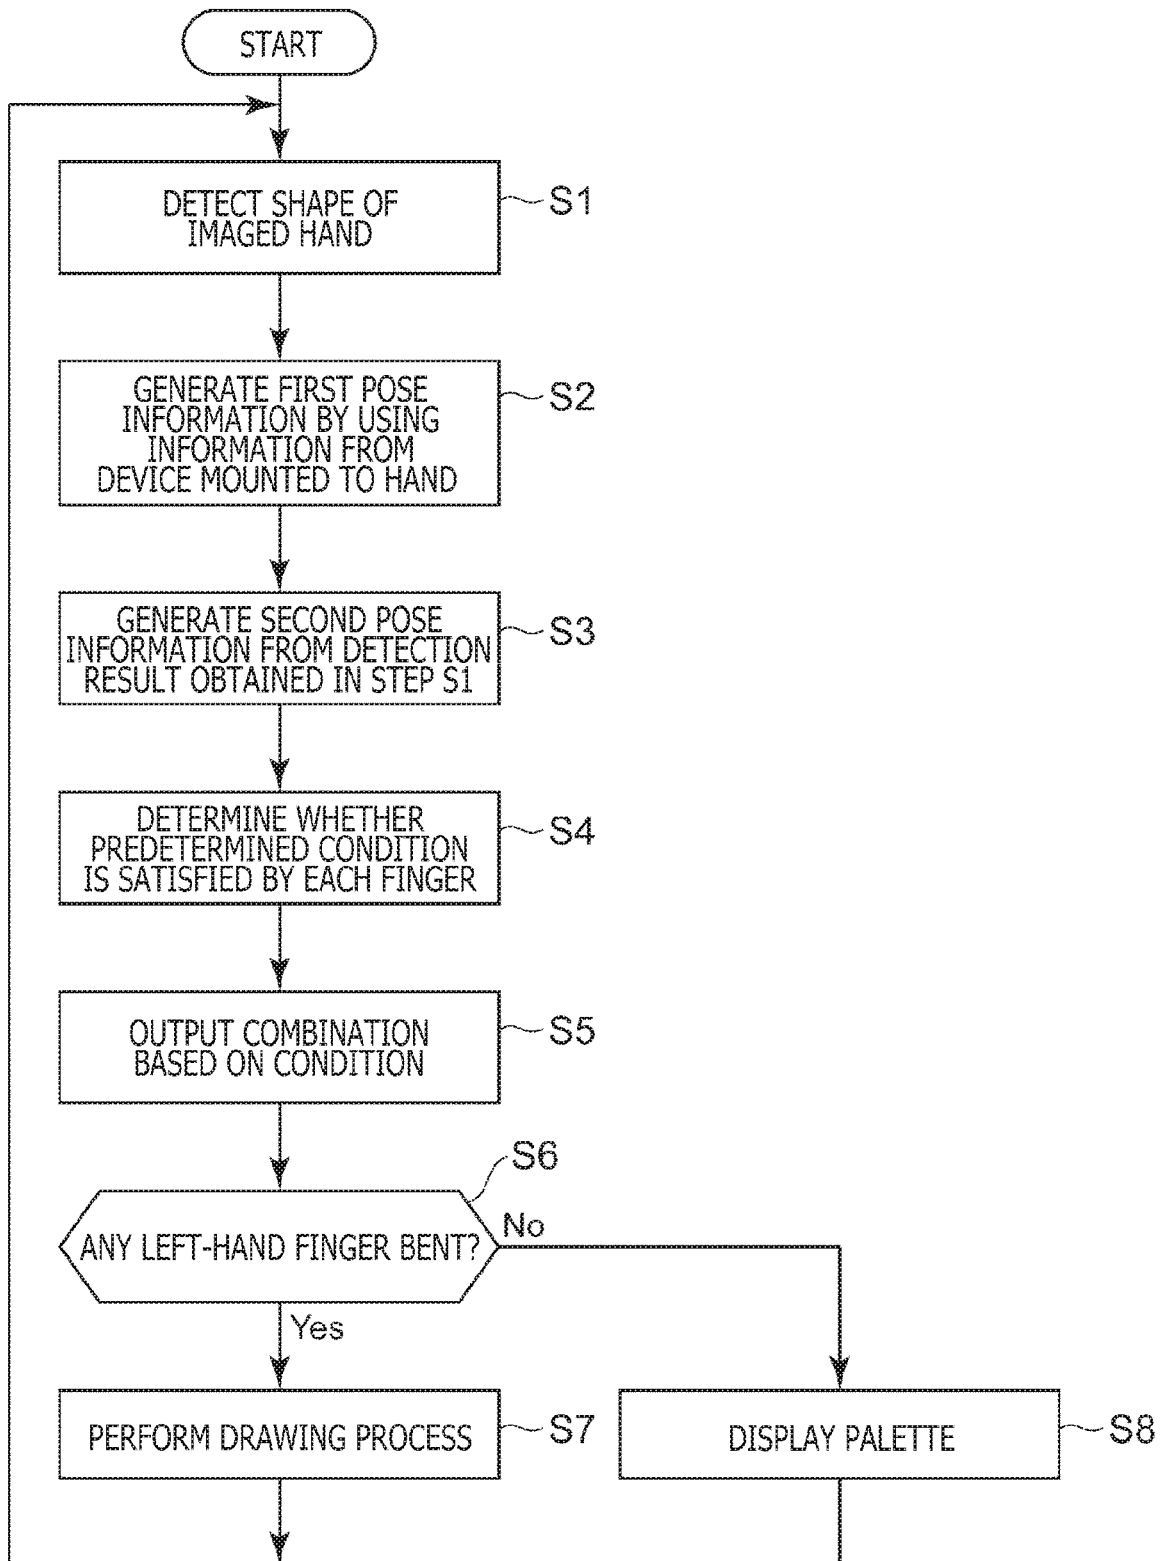 START
DETECT SHAPE OF
IMAGED HAND
S1
GENERATE FIRST POSE
INFORMATION BY USING
INFORMATION FROM
DEVICE MOUNTED TO HAND
S2
GENERATE SECOND POSE
INFORMATION FROM DETECTION
RESULT OBTAINED IN STEP S1
S3
DETERMINE WHETHER
PREDETERMINED CONDITION
IS SATISFIED BY EACH FINGER
S4
OUTPUT COMBINATION
BASED ON CONDITION
S5
S6
ANY LEFT-HAND FINGER BENT?
No
Yes
PERFORM DRAWING PROCESS
S7
DISPLAY PALETTE
S8